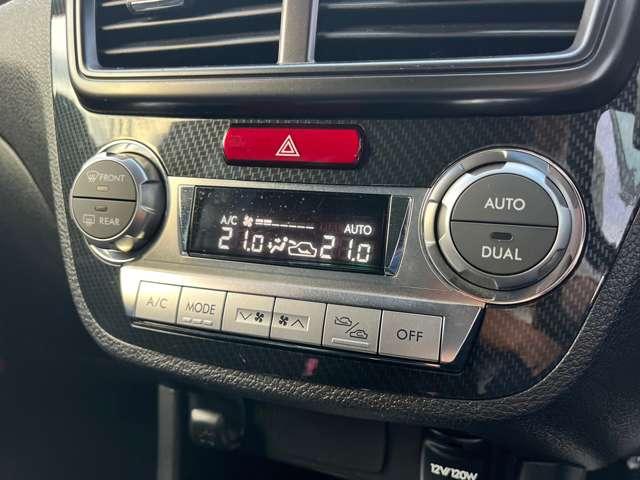 FRONT
REAR
A/C AUTO
21.0 21.0
AUTO
DUAL
A/C MODE OFF
12V/120W